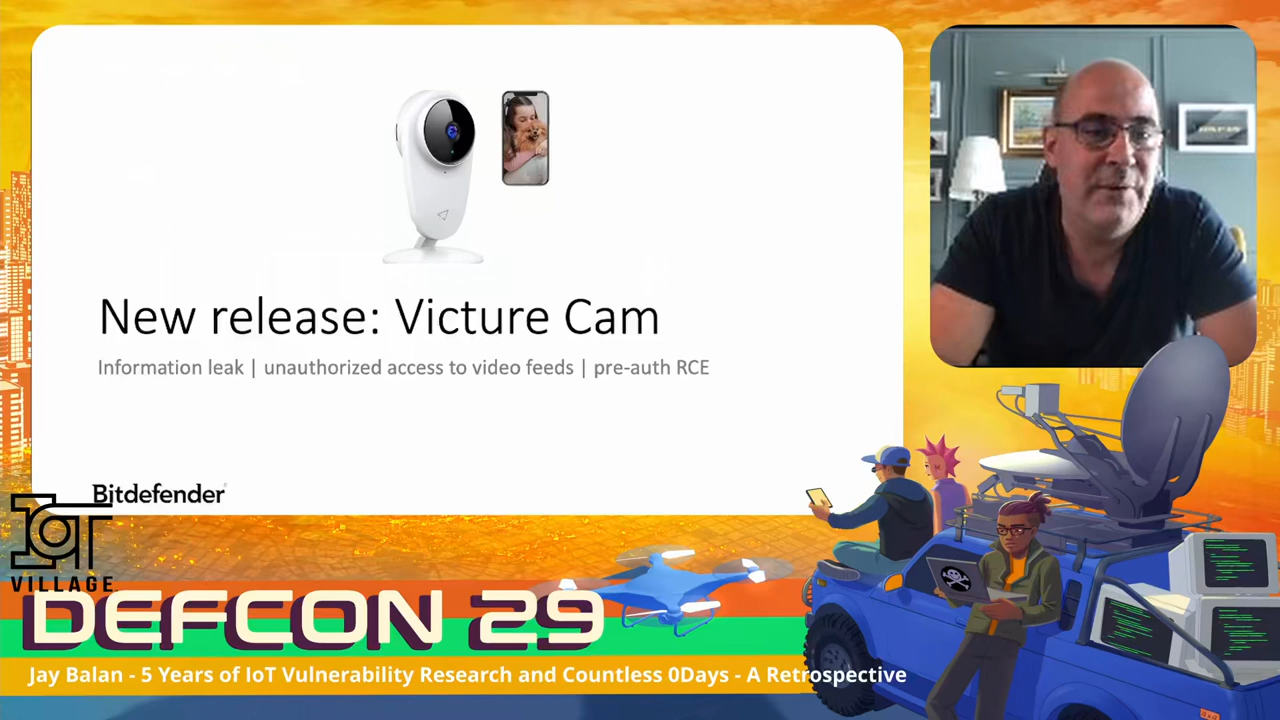 New release: Victure Cam
Information leak | unauthorized access to video feeds | pre-auth RCE
Bitdefender
IoT
VILLAGE
DEFCON 29
Jay Balan - 5 Years of IoT Vulnerability Research and Countless 0Days - A Retrospective